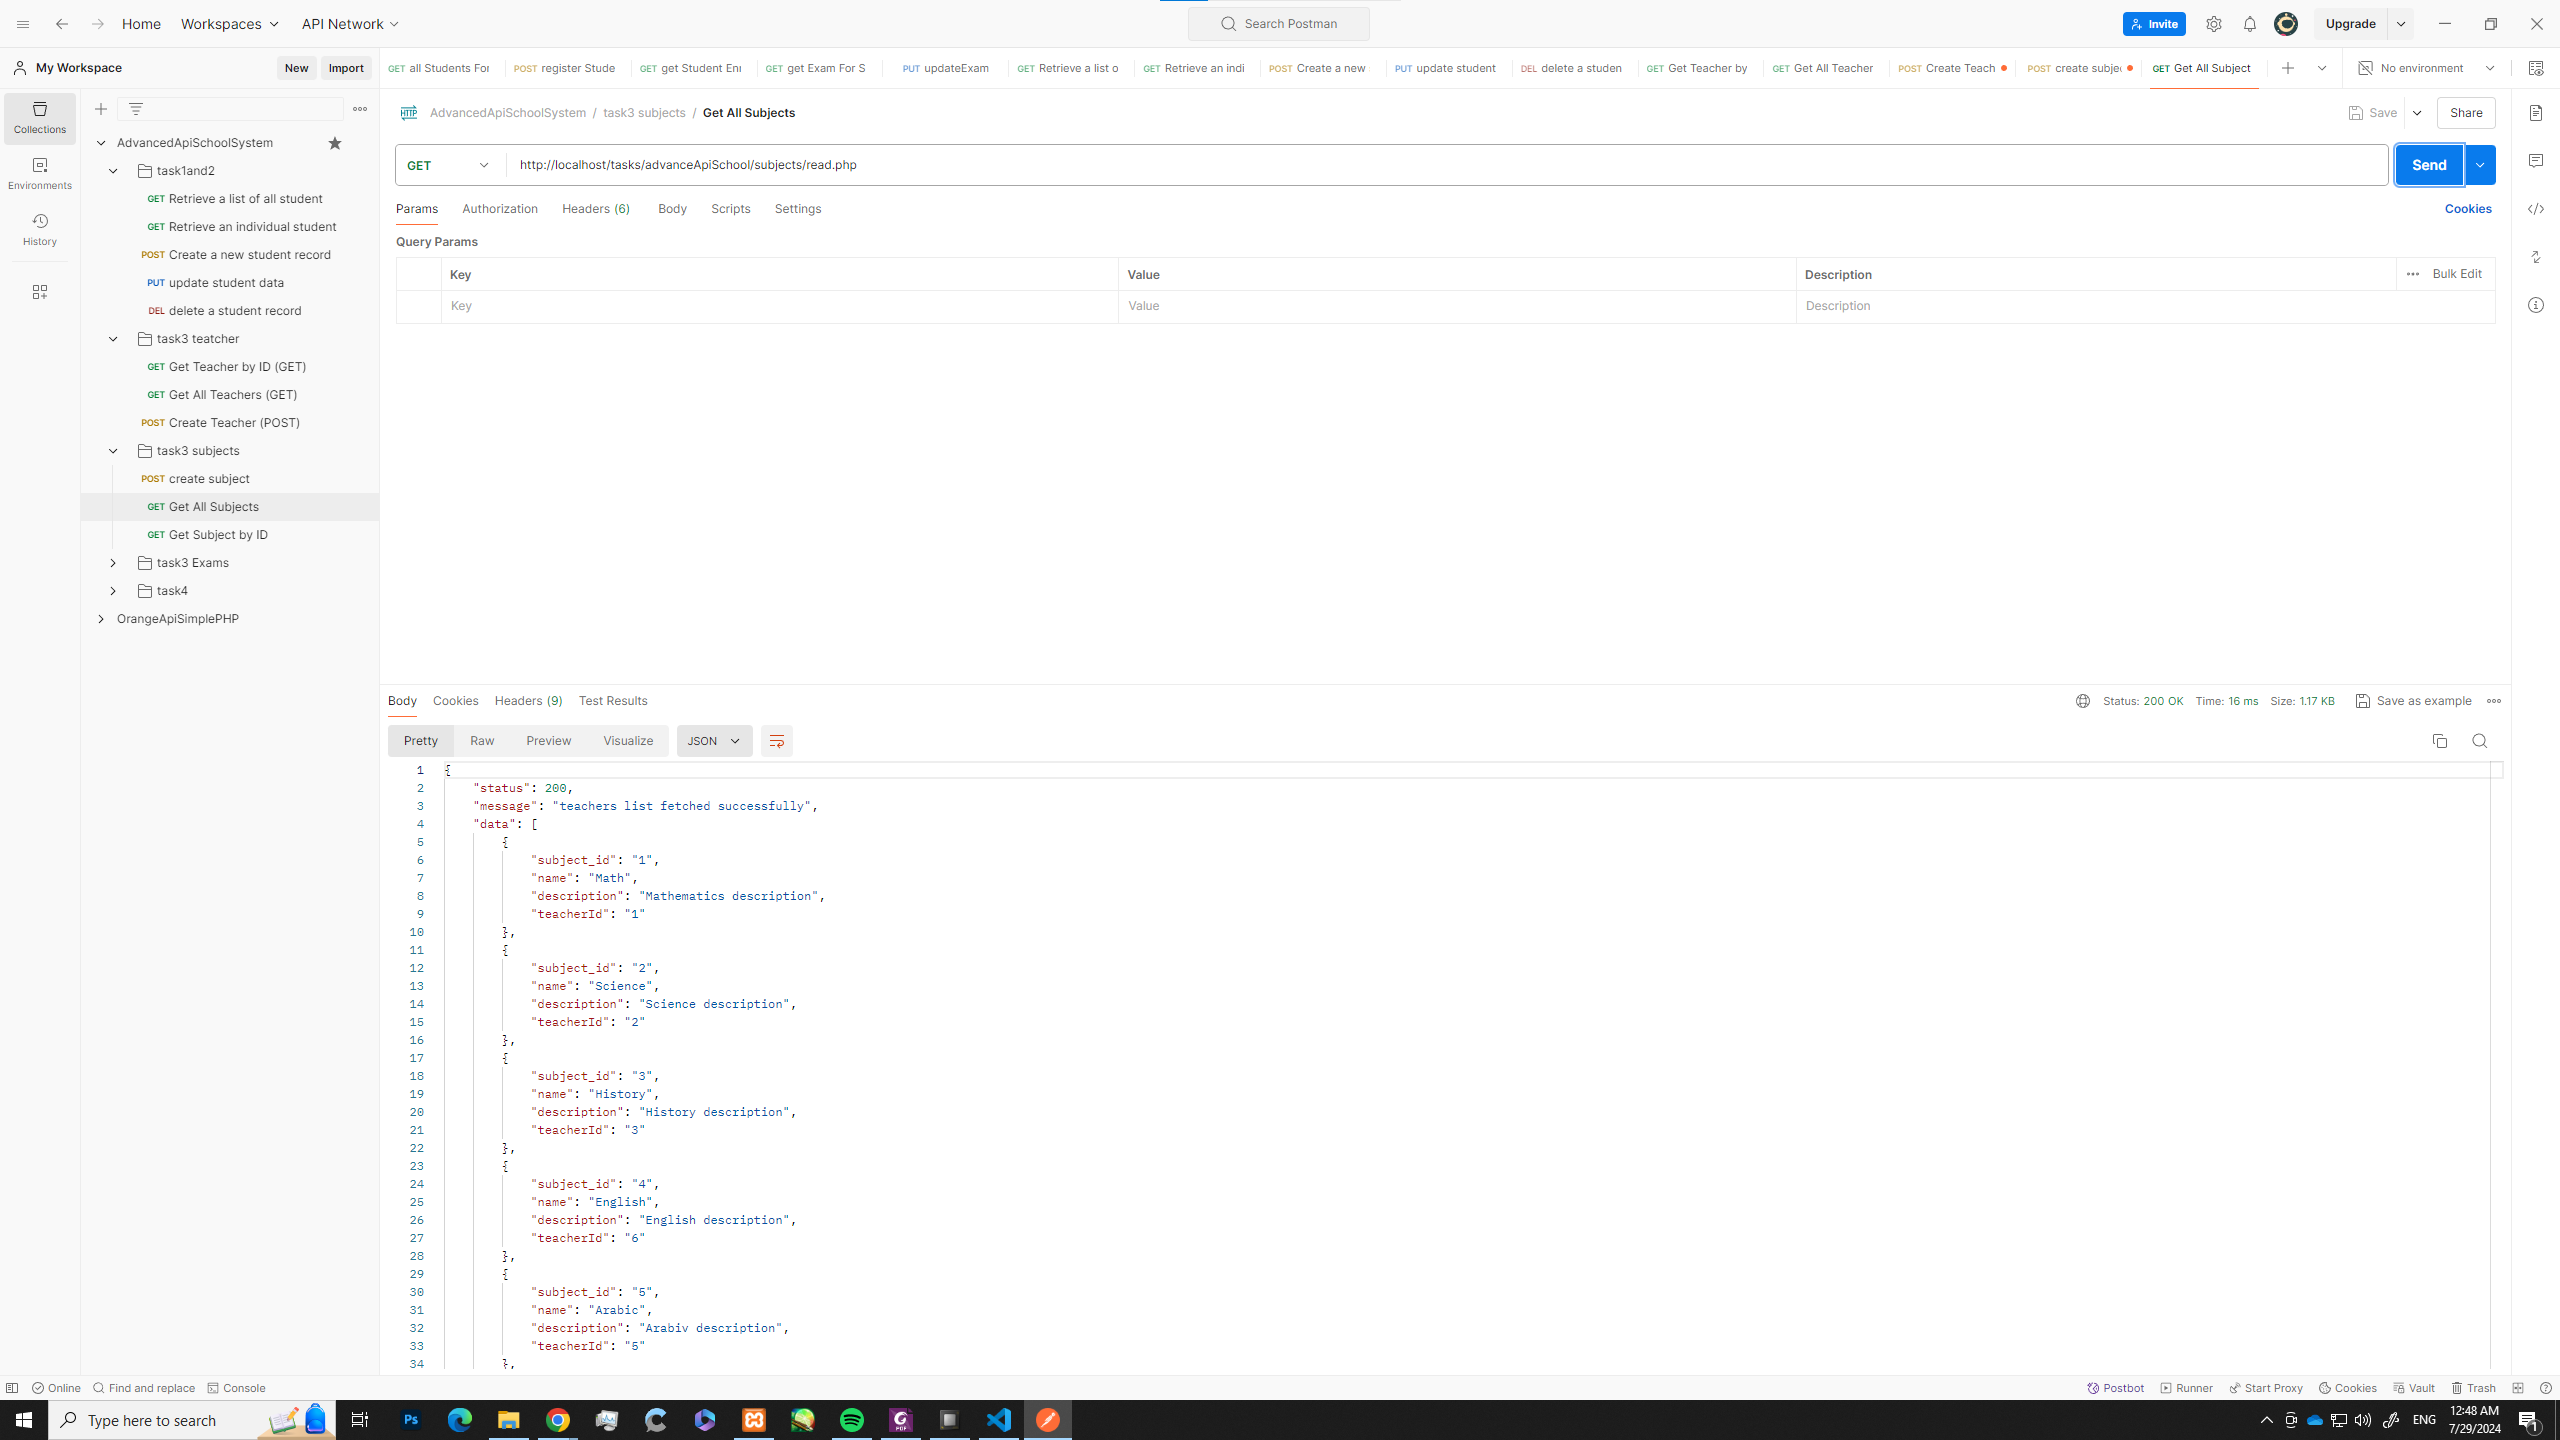 Home Workspaces API Network Search Postman Invite Upgrade
My Workspace New Import
GET all Students For POST register Stude GET get Student Enr GET get Exam For S PUT updateExam GET Retrieve a list o GET Retrieve an indi POST Create a new PUT update student DEL delete a studen GET Get Teacher by GET Get All Teacher POST Create Teach POST create subje GET Get All Subject No environment
Collections
Environments
History
AdvancedApiSchoolSystem
task1and2
GET Retrieve a list of all student
GET Retrieve an individual student
POST Create a new student record
PUT update student data
DEL delete a student record
task3 teatcher
GET Get Teacher by ID (GET)
GET Get All Teachers (GET)
POST Create Teacher (POST)
task3 subjects
POST create subject
GET Get All Subjects
GET Get Subject by ID
task3 Exams
task4
OrangeApiSimplePHP
HTTP AdvancedApiSchoolSystem / task3 subjects / Get All Subjects Save Share
GET http://localhost/tasks/advanceApiSchool/subjects/read.php Send
Params Authorization Headers (6) Body Scripts Settings Cookies
Query Params
Key Value Description Bulk Edit
Key Value Description
Body Cookies Headers (9) Test Results Status: 200 OK Time: 16 ms Size: 1.17 KB Save as example
Pretty Raw Preview Visualize JSON
1 {
2 "status": 200,
3 "message": "teachers list fetched successfully",
4 "data": [
5 {
6 "subject_id": "1",
7 "name": "Math",
8 "description": "Mathematics description",
9 "teacherId": "1"
10 },
11 {
12 "subject_id": "2",
13 "name": "Science",
14 "description": "Science description",
15 "teacherId": "2"
16 },
17 {
18 "subject_id": "3",
19 "name": "History",
20 "description": "History description",
21 "teacherId": "3"
22 },
23 {
24 "subject_id": "4",
25 "name": "English",
26 "description": "English description",
27 "teacherId": "6"
28 },
29 {
30 "subject_id": "5",
31 "name": "Arabic",
32 "description": "Arabiv description",
33 "teacherId": "5"
34 },
Online Find and replace Console Postbot Runner Start Proxy Cookies Vault Trash
Type here to search Ps PDF ENG 12:48 AM
7/29/2024 1